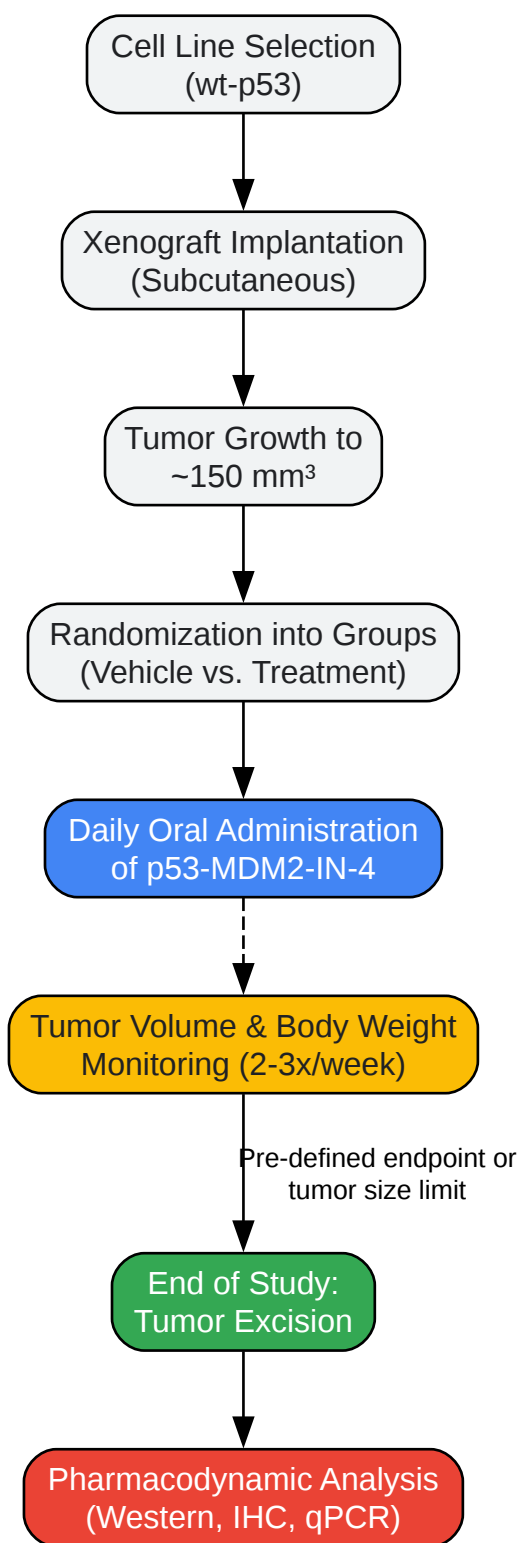 Cell Line Selection
(wt-p53)
Xenograft Implantation
(Subcutaneous)
Tumor Growth to
~150 mm³
Randomization into Groups
(Vehicle vs. Treatment)
Daily Oral Administration
of p53-MDM2-IN-4
Tumor Volume & Body Weight
Monitoring (2-3x/week)
Pre-defined endpoint or
tumor size limit
End of Study:
Tumor Excision
Pharmacodynamic Analysis
(Western, IHC, qPCR)